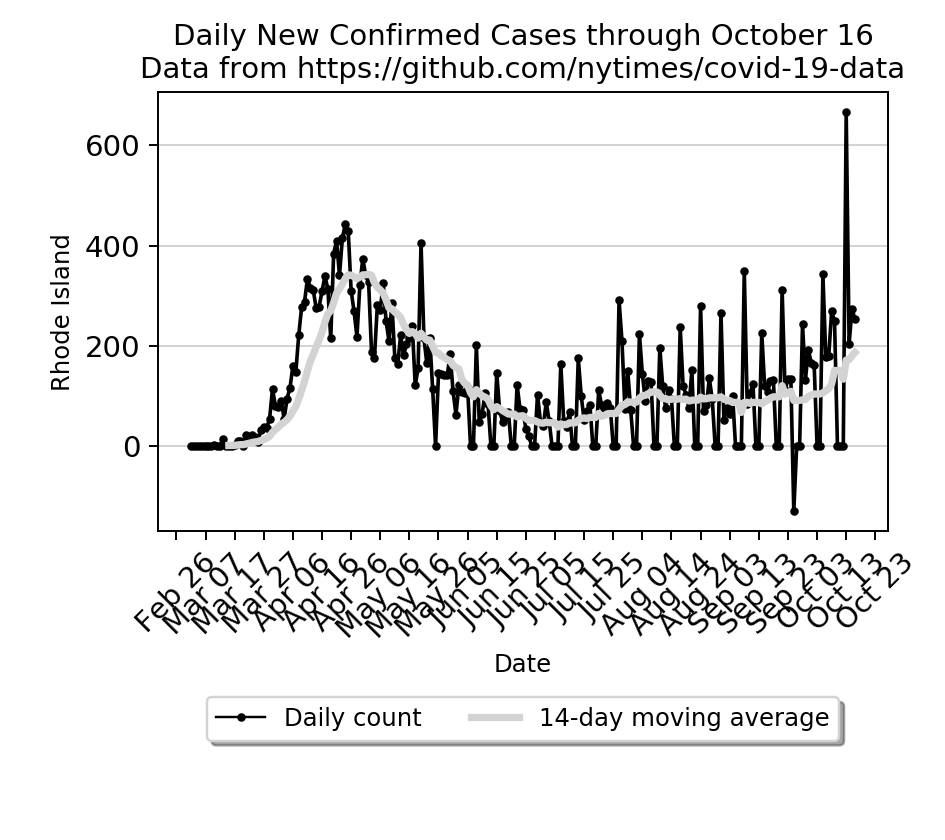 Daily New Confirmed Cases through October 16
Data from https://github.com/nytimes/covid-19-data
600
400
200
0
Rhode Island
Feb 26
Mar 07
Mar 17
Mar 27
Apr 06
Apr 16
Apr 26
May 06
May 16
May 26
Jun 05
Jun 15
Jun 25
Jul 05
Jul 15
Jul 25
Aug 04
Aug 14
Aug 24
Sep 03
Sep 13
Sep 23
Oct 03
Oct 13
Oct 23
Date
Daily count
14-day moving average